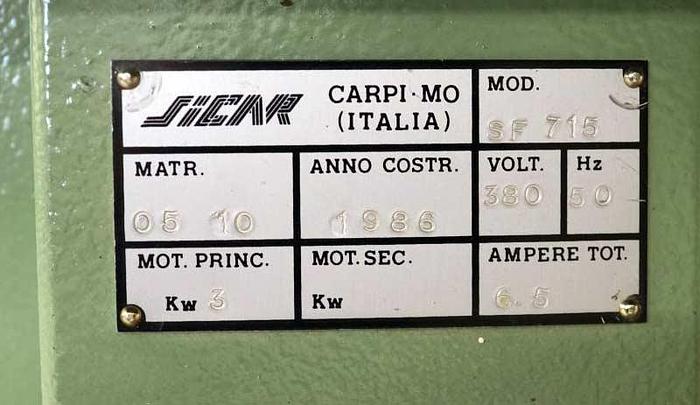 SICAR
CARPI·MO
(ITALIA)
MOD.
SF 715
MATR.
05 10
ANNO COSTR.
1986
VOLT.
380
Hz
50
MOT. PRINC.
Kw 3
MOT. SEC.
Kw
AMPERE TOT.
6.5